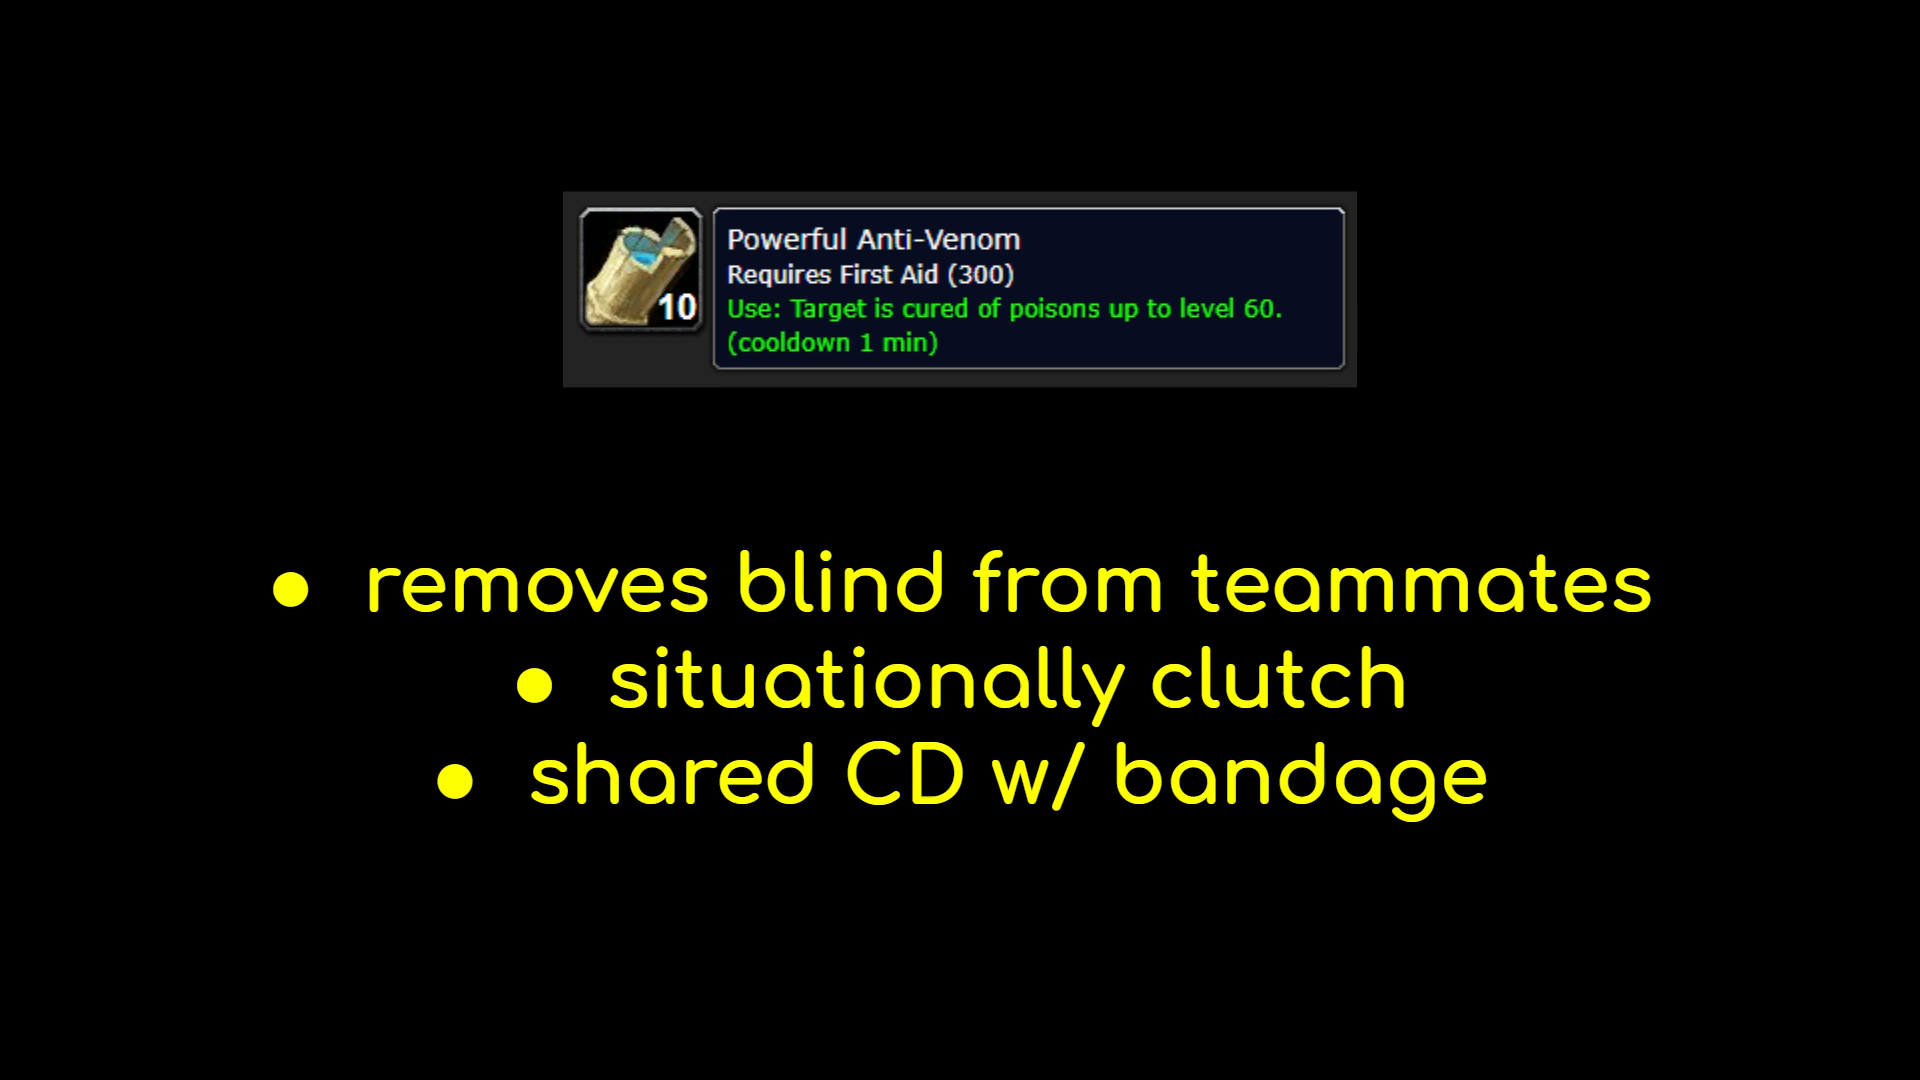 Powerful Anti-Venom
Requires First Aid (300)
Use: Target is cured of poisons up to level 60.
(cooldown 1 min)
10
● removes blind from teammates
● situationally clutch
● shared CD w/ bandage